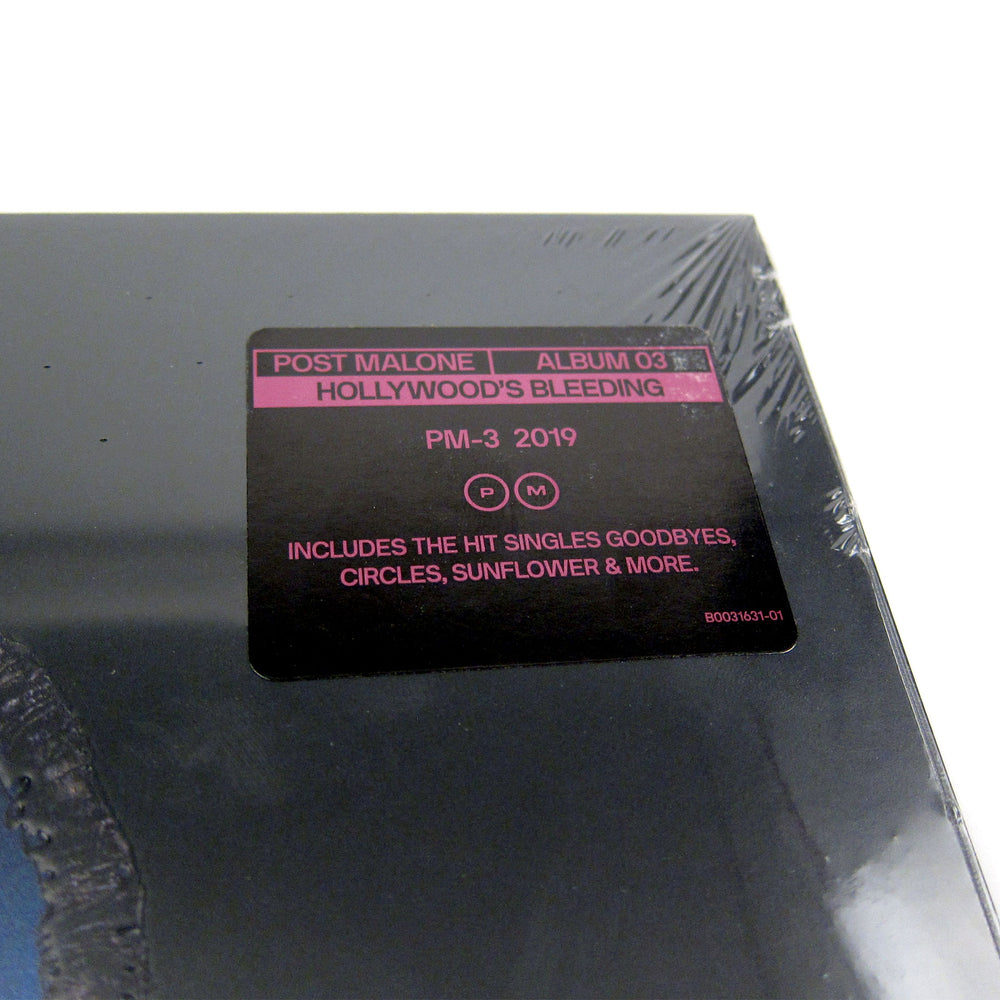 POST MALONE | ALBUM 03
HOLLYWOOD'S BLEEDING
PM-3 2019
P M
INCLUDES THE HIT SINGLES GOODBYES,
CIRCLES, SUNFLOWER & MORE.
B0031631-01